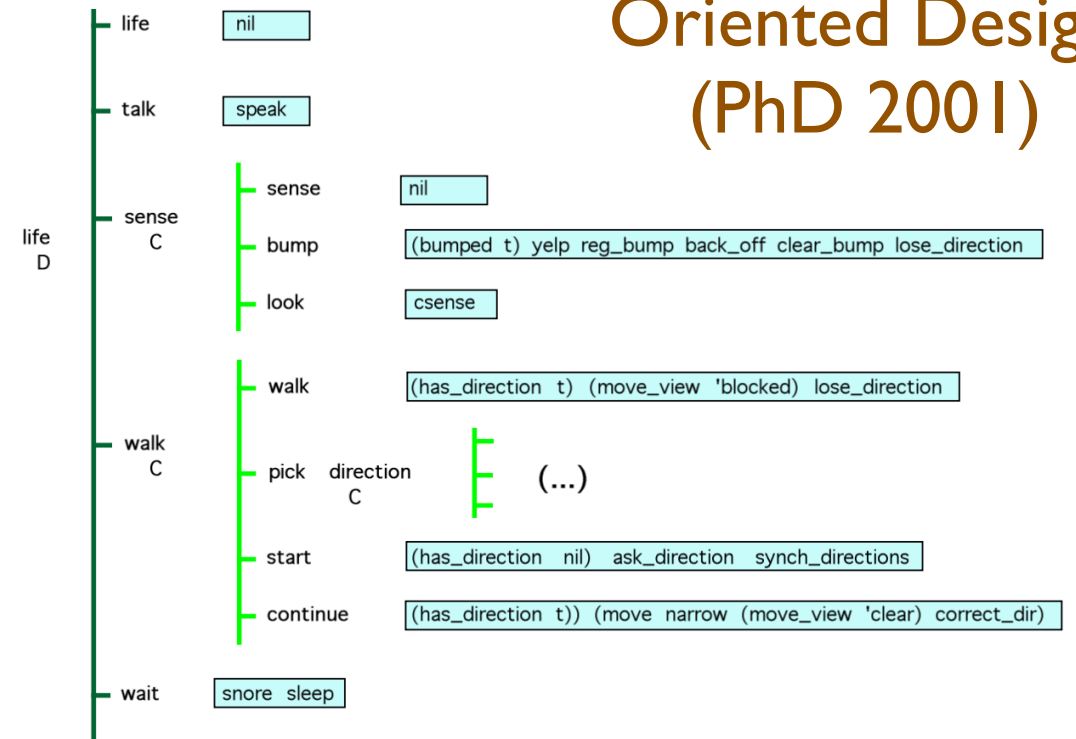 Oriented Desig
(PhD 2001)
life nil
talk speak
life
D
sense
C
sense nil
bump (bumped t) yelp reg_bump back_off clear_bump lose_direction
look csense
walk
C
walk (has_direction t) (move_view 'blocked) lose_direction
pick direction
C
(...)
start (has_direction nil) ask_direction synch_directions
continue (has_direction t)) (move narrow (move_view 'clear) correct_dir)
wait snore sleep